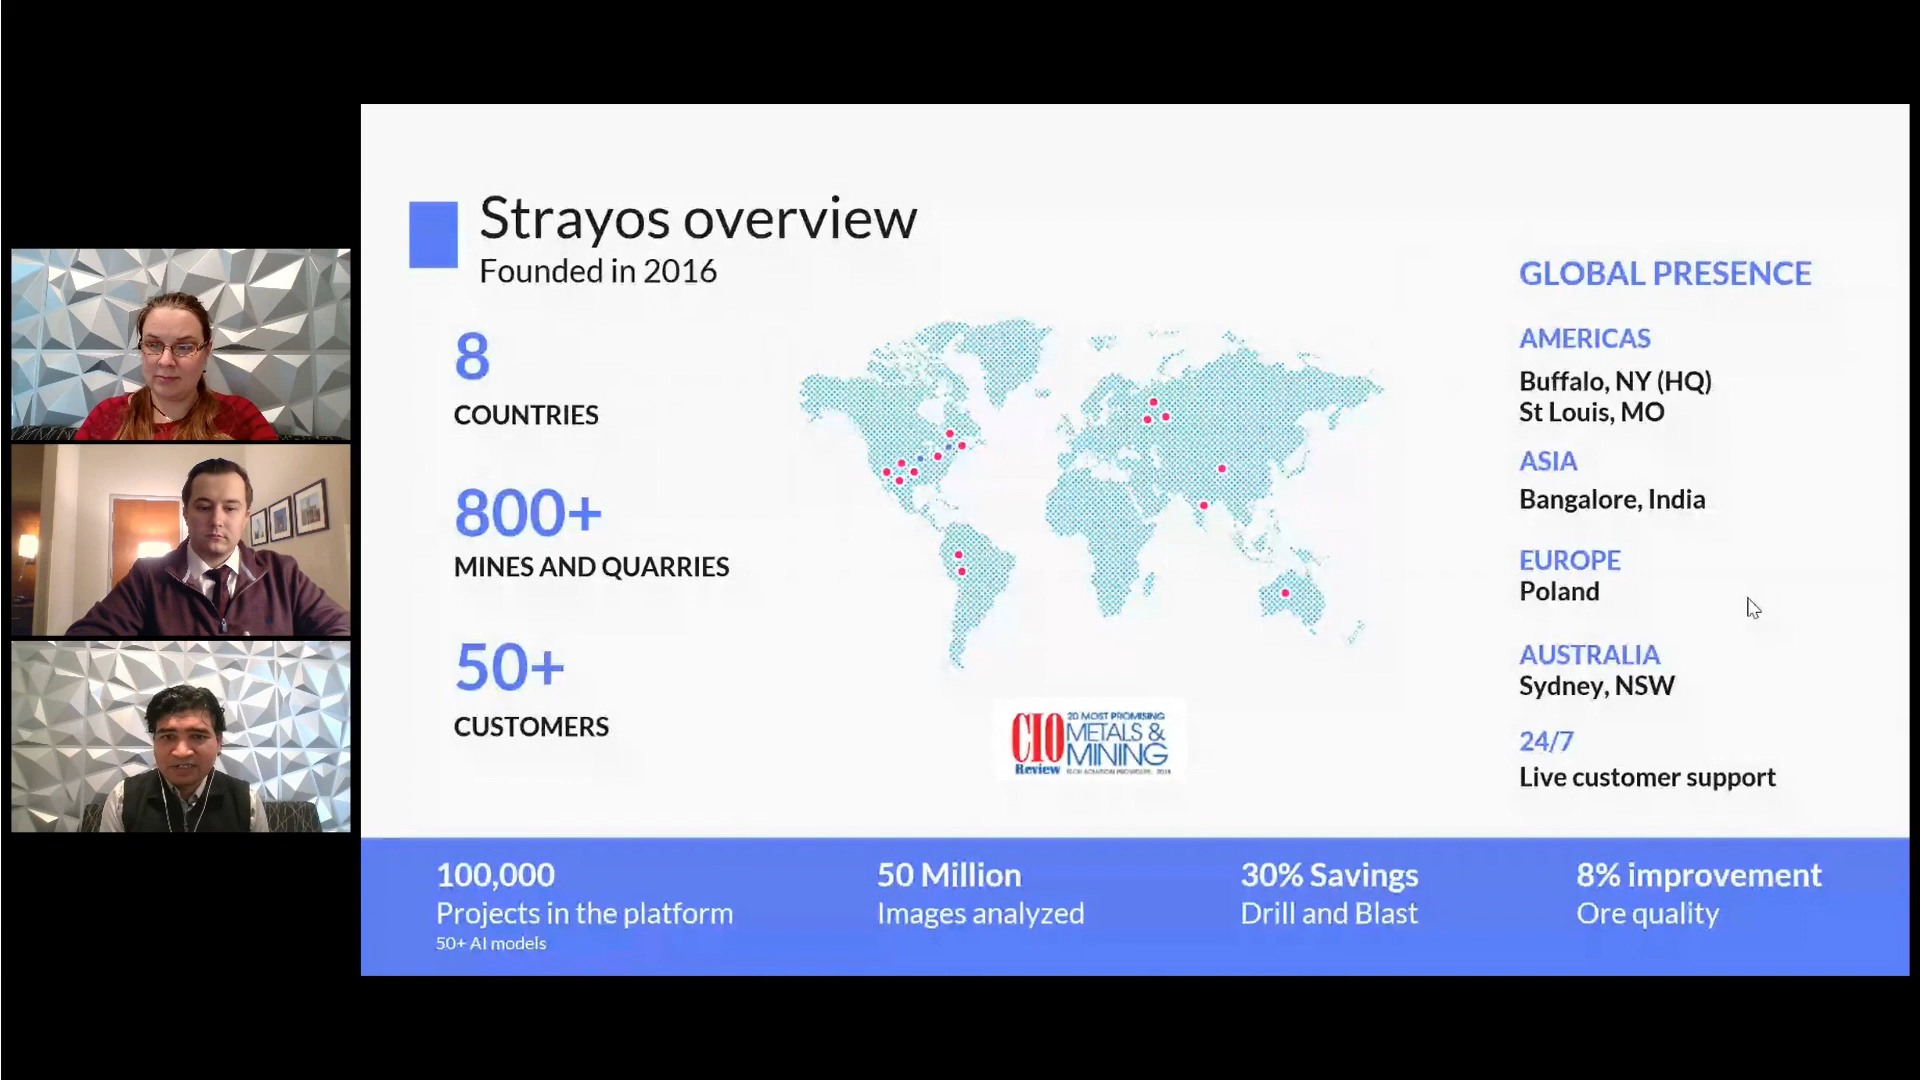 Strayos overview
Founded in 2016
8
COUNTRIES
800+
MINES AND QUARRIES
50+
CUSTOMERS
CIO
Review
20 MOST PROMISING
METALS &
MINING
GLOBAL PRESENCE
AMERICAS
Buffalo, NY (HQ)
St Louis, MO
ASIA
Bangalore, India
EUROPE
Poland
AUSTRALIA
Sydney, NSW
24/7
Live customer support
100,000
Projects in the platform
50+ AI models
50 Million
Images analyzed
30% Savings
Drill and Blast
8% improvement
Ore quality